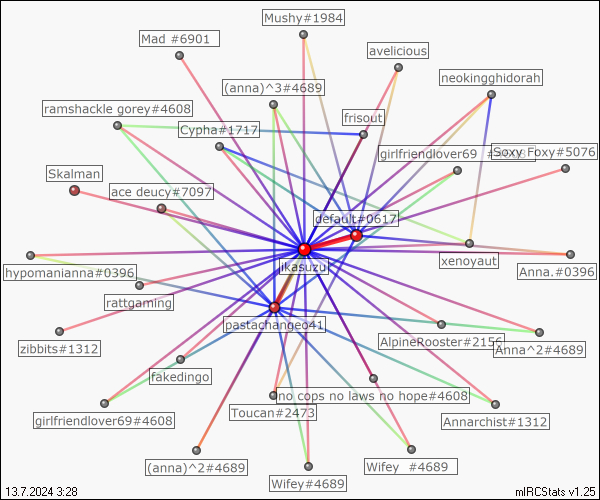 Mushy#1984
Mad #6901
avelicious
neokingghidorah
(anna)^3#4689
ramshackle gorey#4608
frisout
Cypha#1717
girlfriendlover69
Soxy Foxy#5076
Skalman
ace deucy#7097
default#0617
xenoyaut
ikasuzu
hypomanianna#0396
Anna.#0396
rattgaming
pastachangeo41
zibbits#1312
AlpineRooster#2156
Anna^2#4689
fakedingo
no cops no laws no hope#4608
girlfriendlover69#4608
Toucan#2473
Annarchist#1312
(anna)^2#4689
Wifey #4689
Wifey#4689
13.7.2024 3:28
mIRCStats v1.25